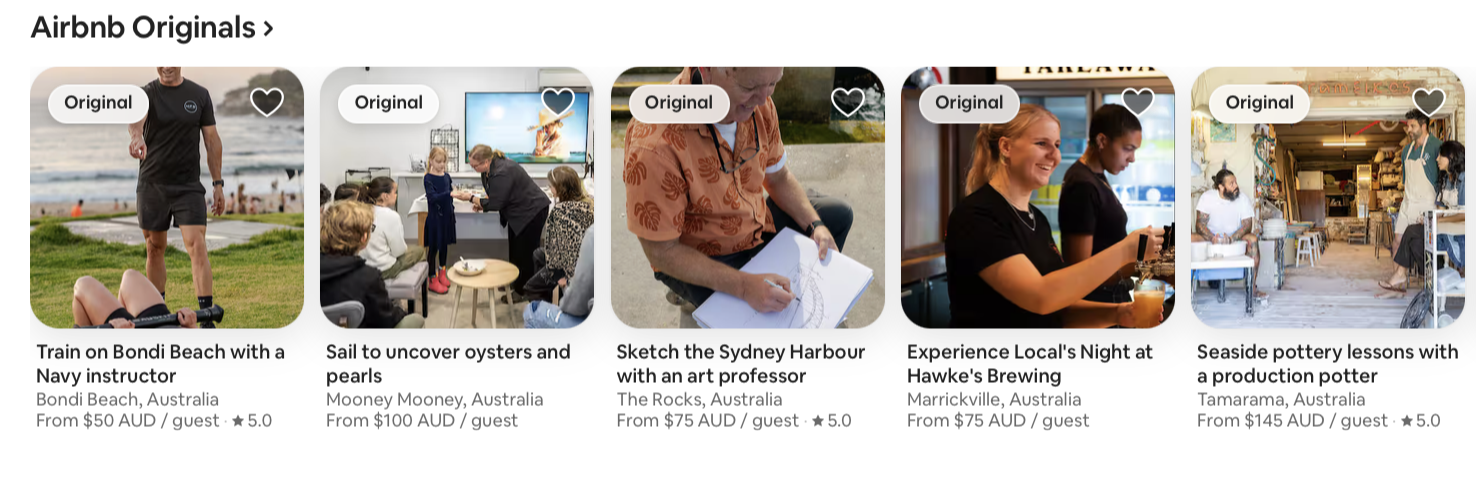 Airbnb Originals >
Original
Original
Original
Original
Original
Train on Bondi Beach with a
Navy instructor
Bondi Beach, Australia
From $50 AUD / guest · ★ 5.0
Sail to uncover oysters and
pearls
Mooney Mooney, Australia
From $100 AUD / guest
Sketch the Sydney Harbour
with an art professor
The Rocks, Australia
From $75 AUD / guest · ★ 5.0
Experience Local's Night at
Hawke's Brewing
Marrickville, Australia
From $75 AUD / guest
Seaside pottery lessons with
a production potter
Tamarama, Australia
From $145 AUD / guest · ★ 5.0